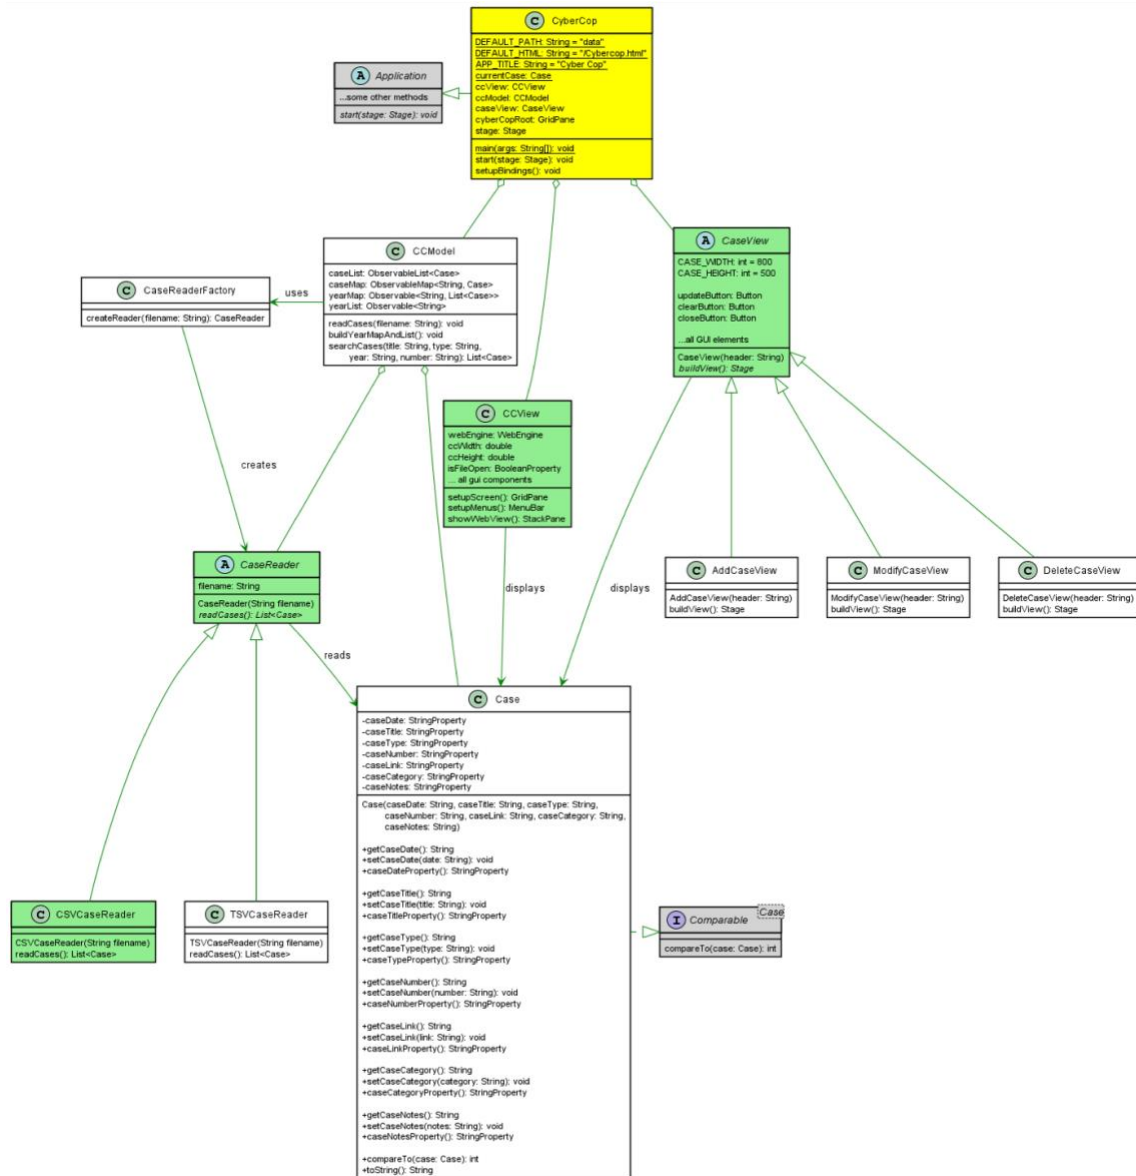 C CyberCop
DEFAULT_PATH: String = "data"
DEFAULT_HTML: String = "/Cybercop.html"
APP_TITLE: String = "Cyber Cop"
currentCase: Case
ccView: CCView
ccModel: CCModel
caseView: CaseView
cyberCopRoot: GridPane
stage: Stage
main(args: String[]): void
start(stage: Stage): void
setupBindings(): void
A Application
...some other methods
start(stage: Stage): void
C CCModel
caseList: ObservableList<Case>
caseMap: ObservableMap<String, Case>
yearMap: Observable<String, List<Case>>
yearList: Observable<String>
readCases(filename: String): void
buildYearMapAndList(): void
searchCases(title: String, type: String,
year: String, number: String): List<Case>
A CaseView
CASE_WIDTH: int = 800
CASE_HEIGHT: int = 500
updateButton: Button
clearButton: Button
closeButton: Button
...all GUI elements
CaseView(header: String)
buildView(): Stage
C CaseReaderFactory
createReader(filename: String): CaseReader
uses
creates
C CCView
webEngine: WebEngine
ccWidth: double
ccHeight: double
isFileOpen: BooleanProperty
... all gui components
setupScreen(): GridPane
setupMenus(): MenuBar
showWebView(): StackPane
A CaseReader
filename: String
CaseReader(String filename)
readCases(): List<Case>
displays
displays
C AddCaseView
AddCaseView(header: String)
buildView(): Stage
C ModifyCaseView
ModifyCaseView(header: String)
buildView(): Stage
C DeleteCaseView
DeleteCaseView(header: String)
buildView(): Stage
reads
C Case
-caseDate: StringProperty
-caseTitle: StringProperty
-caseType: StringProperty
-caseNumber: StringProperty
-caseLink: StringProperty
-caseCategory: StringProperty
-caseNotes: StringProperty
Case(caseDate: String, caseTitle: String, caseType: String,
caseNumber: String, caseLink: String, caseCategory: String,
caseNotes: String)
+getCaseDate(): String
+setCaseDate(date: String): void
+caseDateProperty(): StringProperty
+getCaseTitle(): String
+setCaseTitle(title: String): void
+caseTitleProperty(): StringProperty
+getCaseType(): String
+setCaseType(type: String): void
+caseTypeProperty(): StringProperty
+getCaseNumber(): String
+setCaseNumber(number: String): void
+caseNumberProperty(): StringProperty
+getCaseLink(): String
+setCaseLink(link: String): void
+caseLinkProperty(): StringProperty
+getCaseCategory(): String
+setCaseCategory(category: String): void
+caseCategoryProperty(): StringProperty
+getCaseNotes(): String
+setCaseNotes(notes: String): void
+caseNotesProperty(): StringProperty
+compareTo(case: Case): int
+toString(): String
C CSVCaseReader
CSVCaseReader(String filename)
readCases(): List<Case>
C TSVCaseReader
TSVCaseReader(String filename)
readCases(): List<Case>
I Comparable
Case
compareTo(case: Case): int